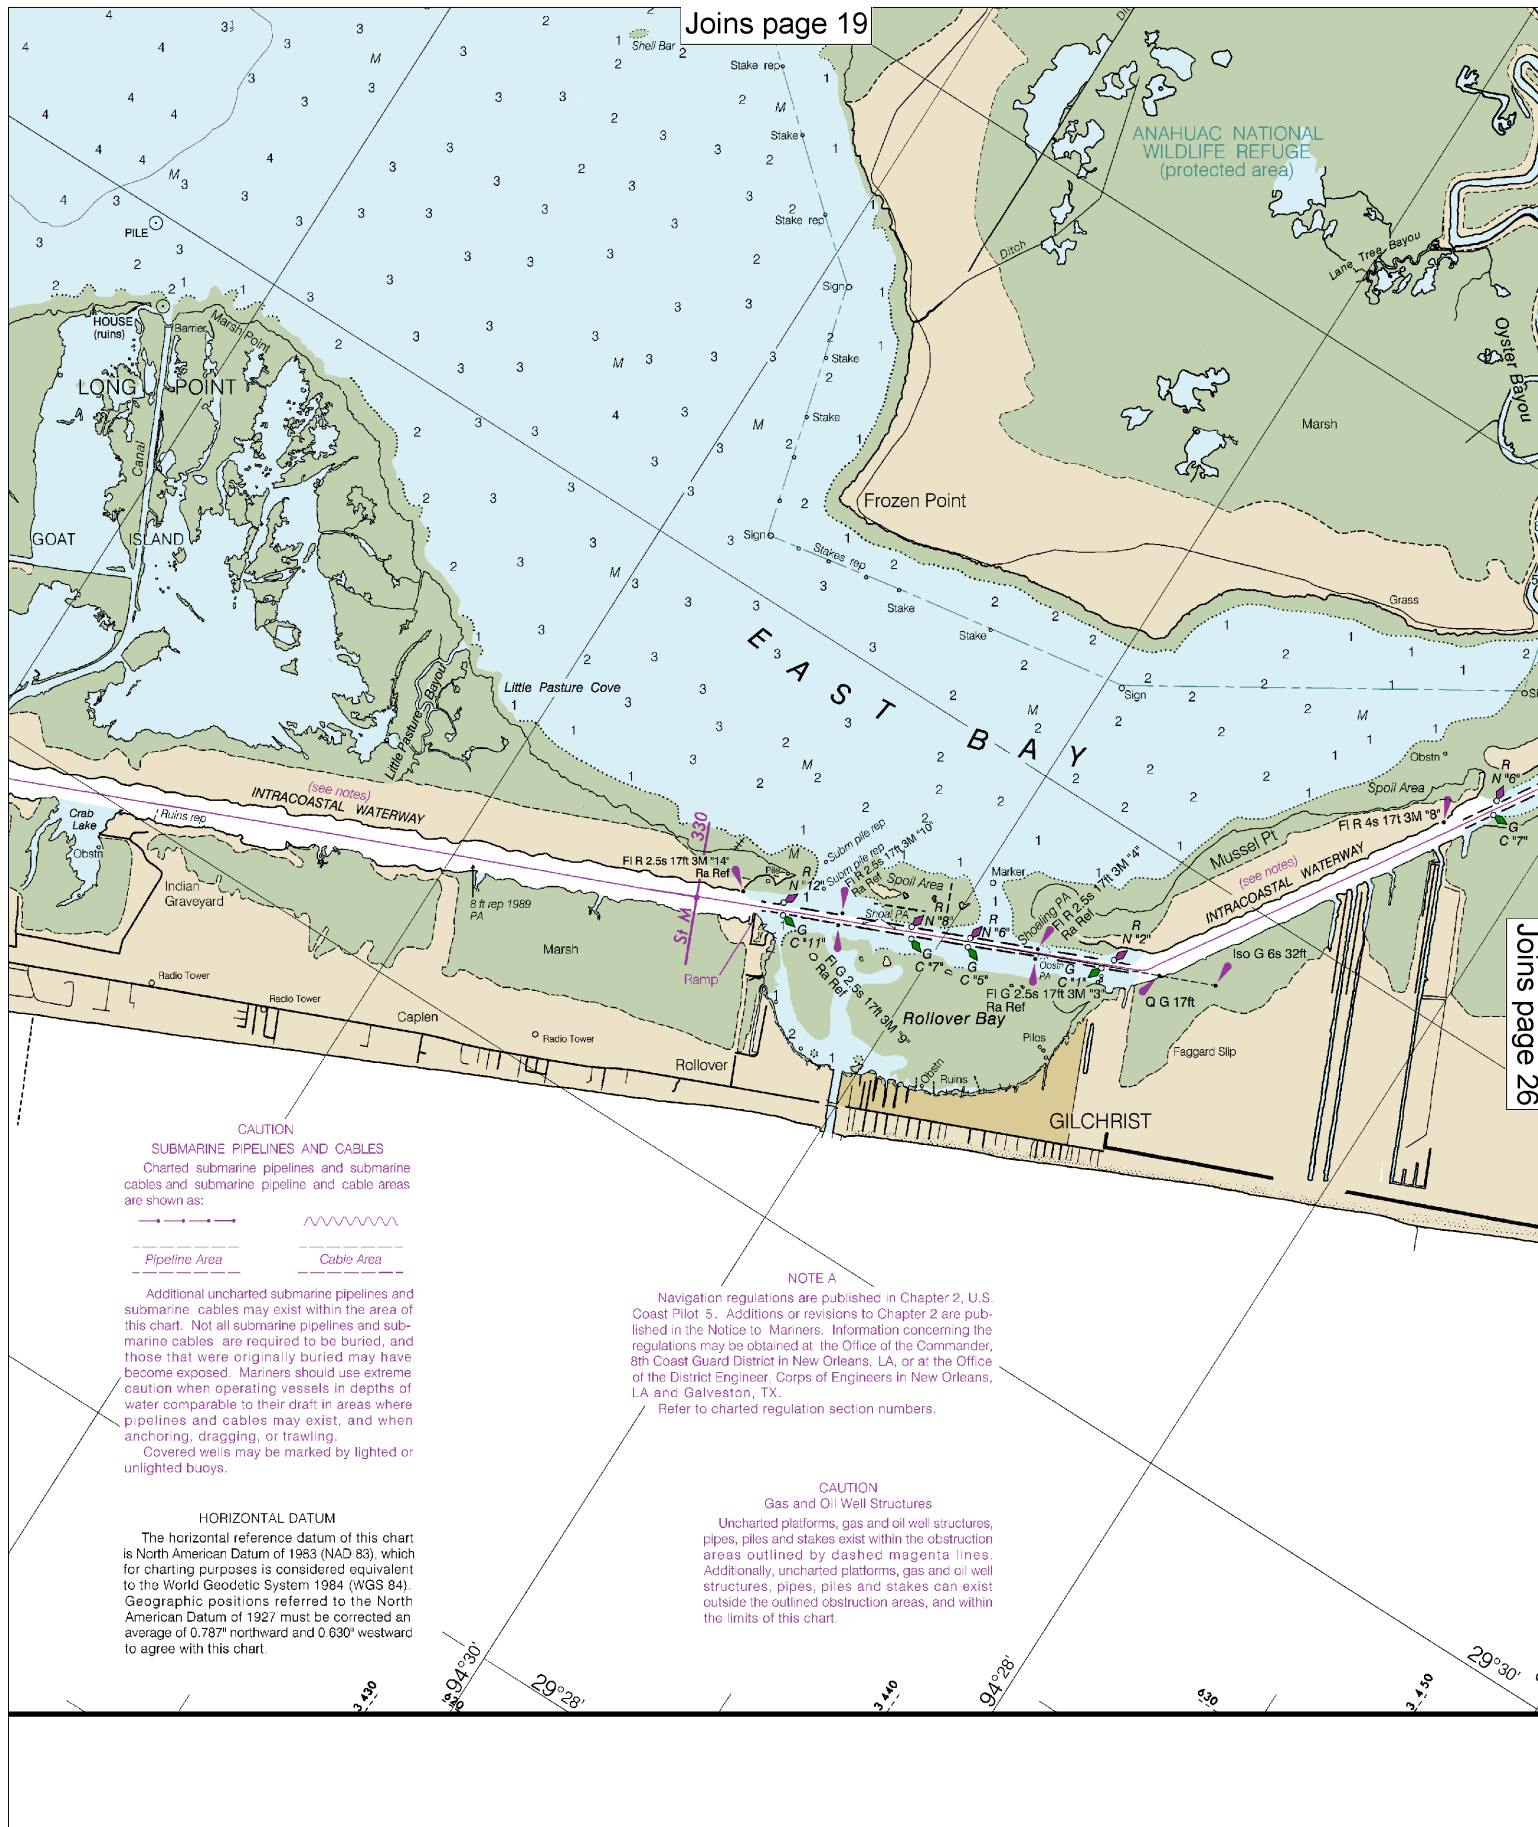 Joins page 19
Shell Bar
Stake rep
Stake
Stake rep
Sign
Stake
Stake
Sign
Stakes rep
Stake
Stake
Sign
ANAHUAC NATIONAL
WILDLIFE REFUGE
(protected area)
Ditch
Lane Tree Bayou
Oyster Bayou
Marsh
Frozen Point
Grass
PILE
HOUSE
(ruins)
Barrier
Marsh Point
LONG POINT
Canal
GOAT ISLAND
Little Pasture Bayou
Little Pasture Cove
EAST BAY
(see notes)
INTRACOASTAL WATERWAY
Crab
Lake
Obstn
Ruins rep
Indian
Graveyard
8 ft rep 1989
PA
Marsh
St M 330
Fl R 2.5s 17ft 3M "14"
Ra Ref
Pile
R
N "12"
Subm pile rep
Subm pile rep
Fl R 2.5s 17ft 3M "10"
Ra Ref
Spoil Area
Shoal PA
R
N "8"
Marker
R
N "6"
Shoaling PA
Fl R 2.5s 17ft 3M "4"
Ra Ref
R
N "2"
Mussel Pt
(see notes)
INTRACOASTAL WATERWAY
Fl R 4s 17ft 3M "8"
Spoil Area
Obstn
R
N "6"
G
C "7"
Iso G 6s 32ft
Q G 17ft
G
C "11"
Fl G 2.5s 17ft 3M "9"
Ra Ref
G
C "7"
G
C "5"
Obstn
PA
G
C "1"
Fl G 2.5s 17ft 3M "3"
Ra Ref
Ramp
Rollover Bay
Piles
Obstn
Ruins
Faggard Slip
Radio Tower
Radio Tower
Radio Tower
Caplen
Rollover
GILCHRIST
Joins page 26
CAUTION
SUBMARINE PIPELINES AND CABLES
Charted submarine pipelines and submarine
cables and submarine pipeline and cable areas
are shown as:
Pipeline Area
Cable Area
Additional uncharted submarine pipelines and
submarine cables may exist within the area of
this chart. Not all submarine pipelines and sub-
marine cables are required to be buried, and
those that were originally buried may have
become exposed. Mariners should use extreme
caution when operating vessels in depths of
water comparable to their draft in areas where
pipelines and cables may exist, and when
anchoring, dragging, or trawling.
Covered wells may be marked by lighted or
unlighted buoys.
HORIZONTAL DATUM
The horizontal reference datum of this chart
is North American Datum of 1983 (NAD 83), which
for charting purposes is considered equivalent
to the World Geodetic System 1984 (WGS 84).
Geographic positions referred to the North
American Datum of 1927 must be corrected an
average of 0.787" northward and 0.630" westward
to agree with this chart.
NOTE A
Navigation regulations are published in Chapter 2, U.S.
Coast Pilot 5. Additions or revisions to Chapter 2 are pub-
lished in the Notice to Mariners. Information concerning the
regulations may be obtained at the Office of the Commander,
8th Coast Guard District in New Orleans, LA, or at the Office
of the District Engineer, Corps of Engineers in New Orleans,
LA and Galveston, TX.
Refer to charted regulation section numbers.
CAUTION
Gas and Oil Well Structures
Uncharted platforms, gas and oil well structures,
pipes, piles and stakes exist within the obstruction
areas outlined by dashed magenta lines.
Additionally, uncharted platforms, gas and oil well
structures, pipes, piles and stakes can exist
outside the outlined obstruction areas, and within
the limits of this chart.
3 430
620
94°30'
29°28'
3 440
94°28'
630
3 450
29°30'